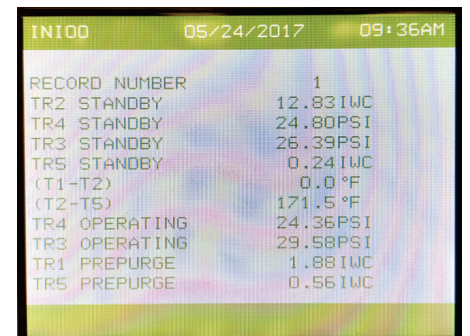 INIOO 05/24/2017 09:36AM
RECORD NUMBER 1
TR2 STANDBY 12.83IWC
TR4 STANDBY 24.80PSI
TR3 STANDBY 26.39PSI
TR5 STANDBY 0.24IWC
(T1-T2) 0.0°F
(T2-T5) 171.5°F
TR4 OPERATING 24.36PSI
TR3 OPERATING 29.58PSI
TR1 PREPURGE 1.88IWC
TR5 PREPURGE 0.56IWC